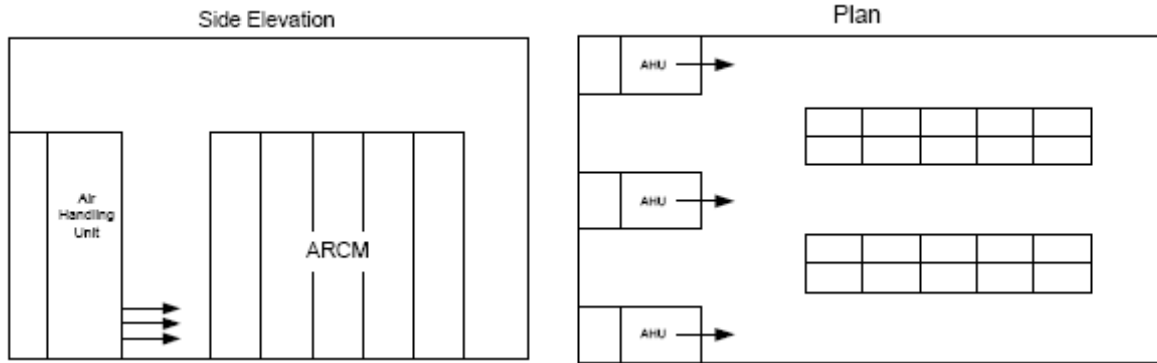 Side Elevation
Plan
Air
Handling
Unit
ARCM
AHU
AHU
AHU